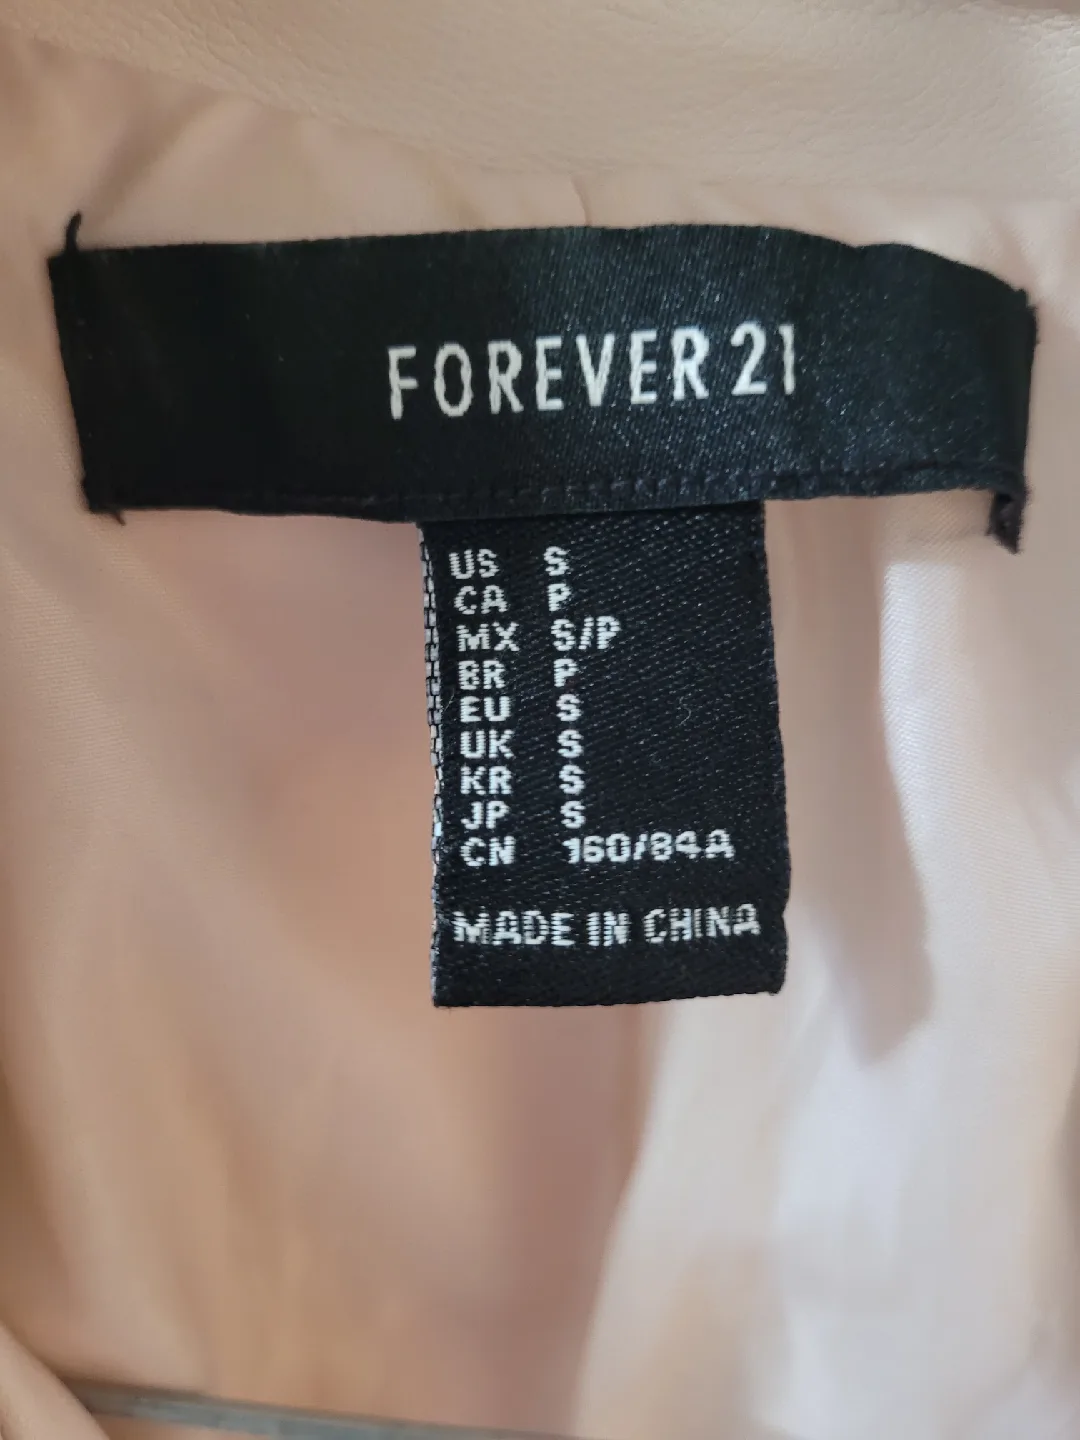 FOREVER 21
US S
CA P
MX S/P
BR P
EU S
UK S
KR S
JP S
CN 160/84A
MADE IN CHINA